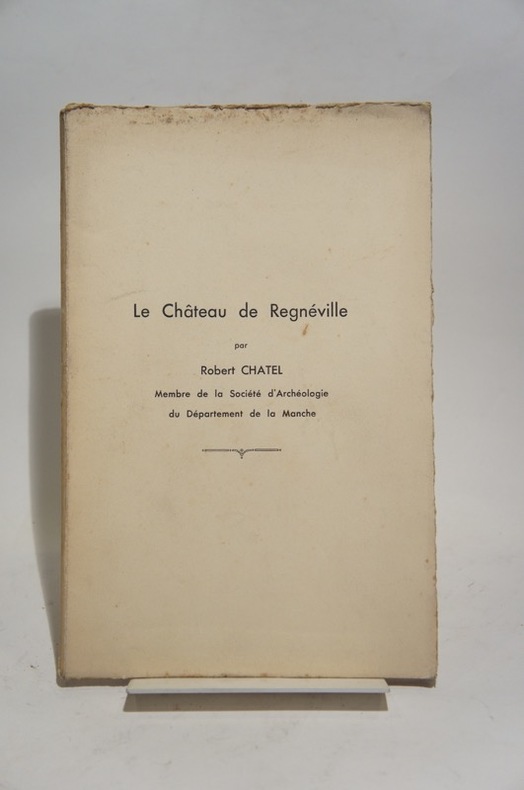 Le Château de Regnéville
par
Robert CHATEL
Membre de la Société d'Archéologie
du Département de la Manche